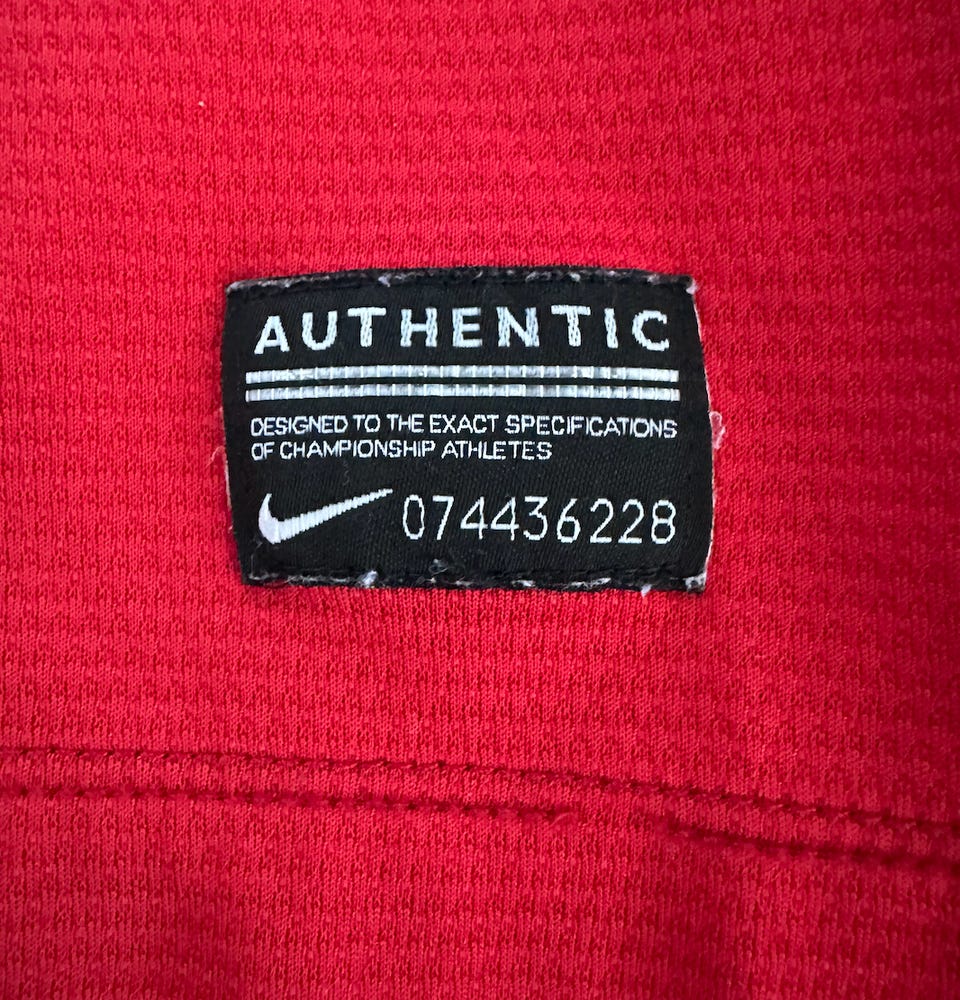 AUTHENTIC
DESIGNED TO THE EXACT SPECIFICATIONS
OF CHAMPIONSHIP ATHLETES
074436228